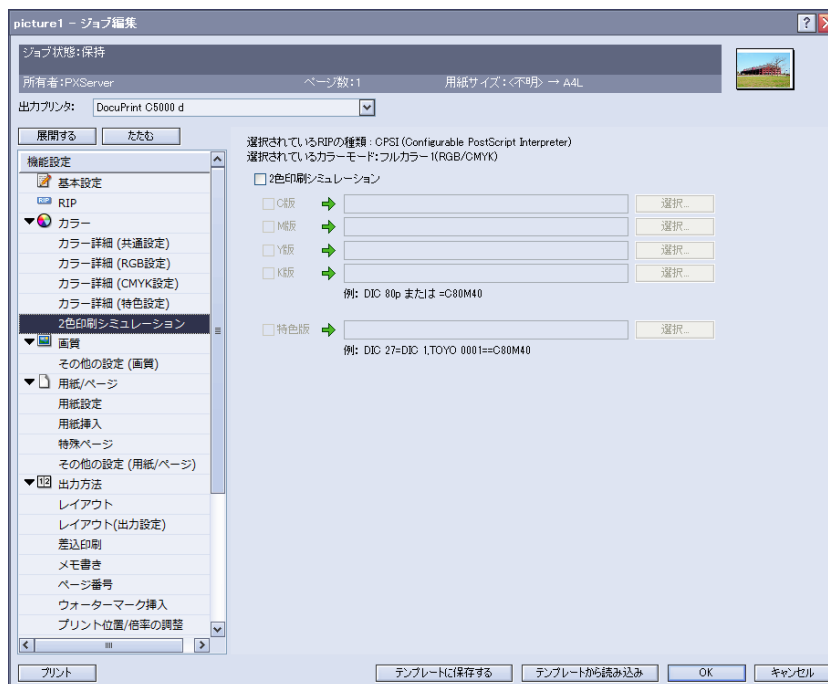 picture1 - ジョブ編集
ジョブ状態:保持
所有者:PXServer ページ数:1 用紙サイズ:<不明> → A4L
出力プリンタ: DocuPrint C5000 d
展開する たたむ
機能設定
基本設定
RIP RIP
カラー
カラー詳細 (共通設定)
カラー詳細 (RGB設定)
カラー詳細 (CMYK設定)
カラー詳細 (特色設定)
2色印刷シミュレーション
画質
その他の設定 (画質)
用紙/ページ
用紙設定
用紙挿入
特殊ページ
その他の設定 (用紙/ページ)
12 出力方法
レイアウト
レイアウト(出力設定)
差込印刷
メモ書き
ページ番号
ウォーターマーク挿入
プリント位置/倍率の調整
選択されているRIPの種類 : CPSI (Configurable PostScript Interpreter)
選択されているカラーモード:フルカラー1(RGB/CMYK)
2色印刷シミュレーション
C版 選択...
M版 選択...
Y版 選択...
K版 選択...
例: DIC 80p または =C80M40
特色版 選択...
例: DIC 27=DIC 1,TOYO 0001==C80M40
プリント テンプレートに保存する テンプレートから読み込み OK キャンセル